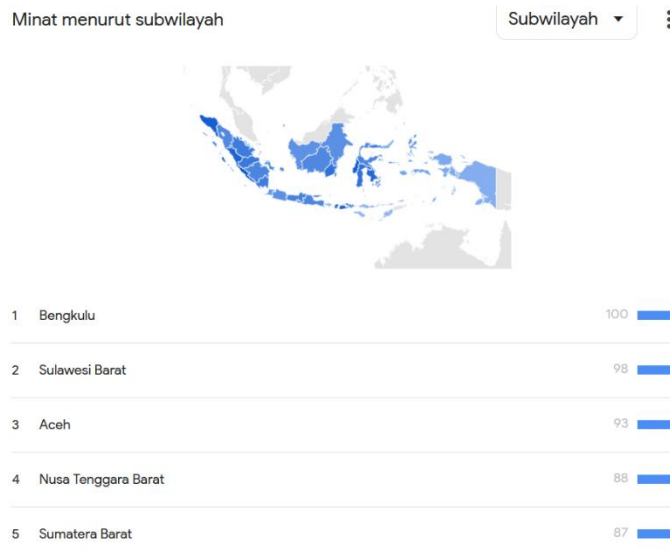 Minat menurut subwilayah
Subwilayah
1 Bengkulu 100
2 Sulawesi Barat 98
3 Aceh 93
4 Nusa Tenggara Barat 88
5 Sumatera Barat 87